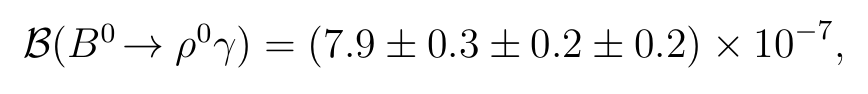 ℬ(B⁰ → ρ⁰γ) = (7.9 ± 0.3 ± 0.2 ± 0.2) × 10⁻⁷,